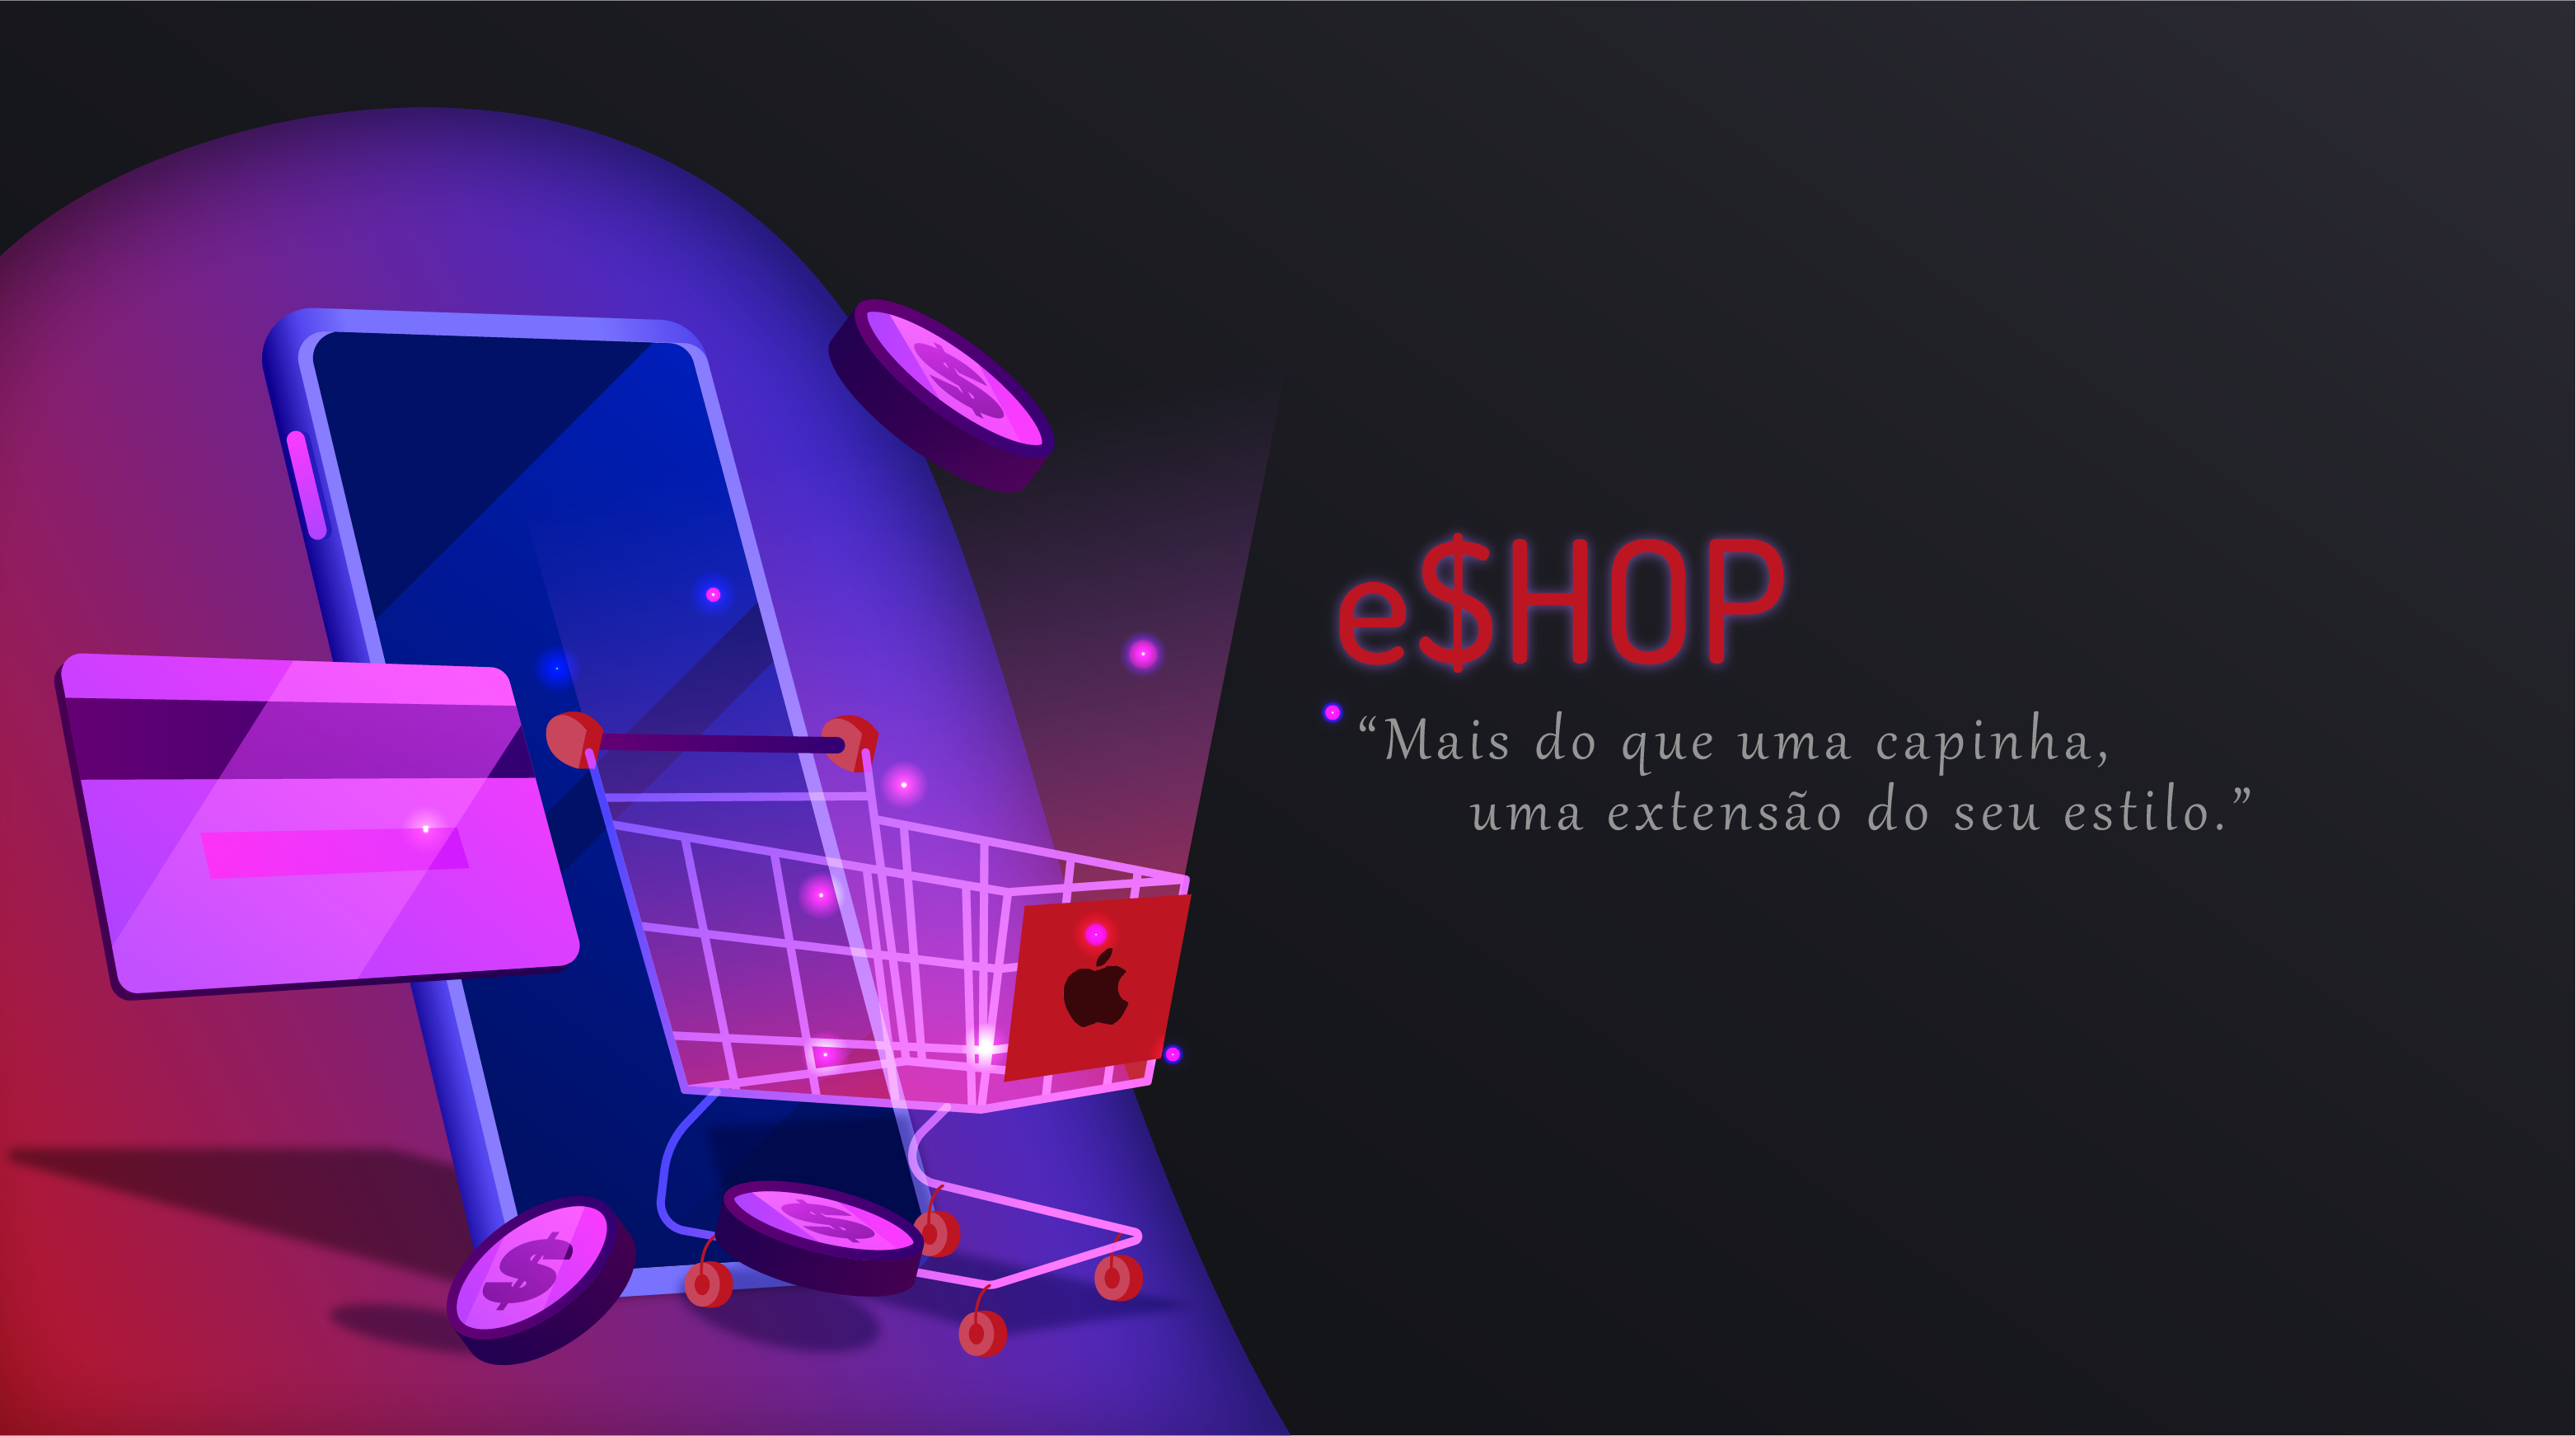 $
e$HOP
“Mais do que uma capinha,
uma extensão do seu estilo.”
$
$